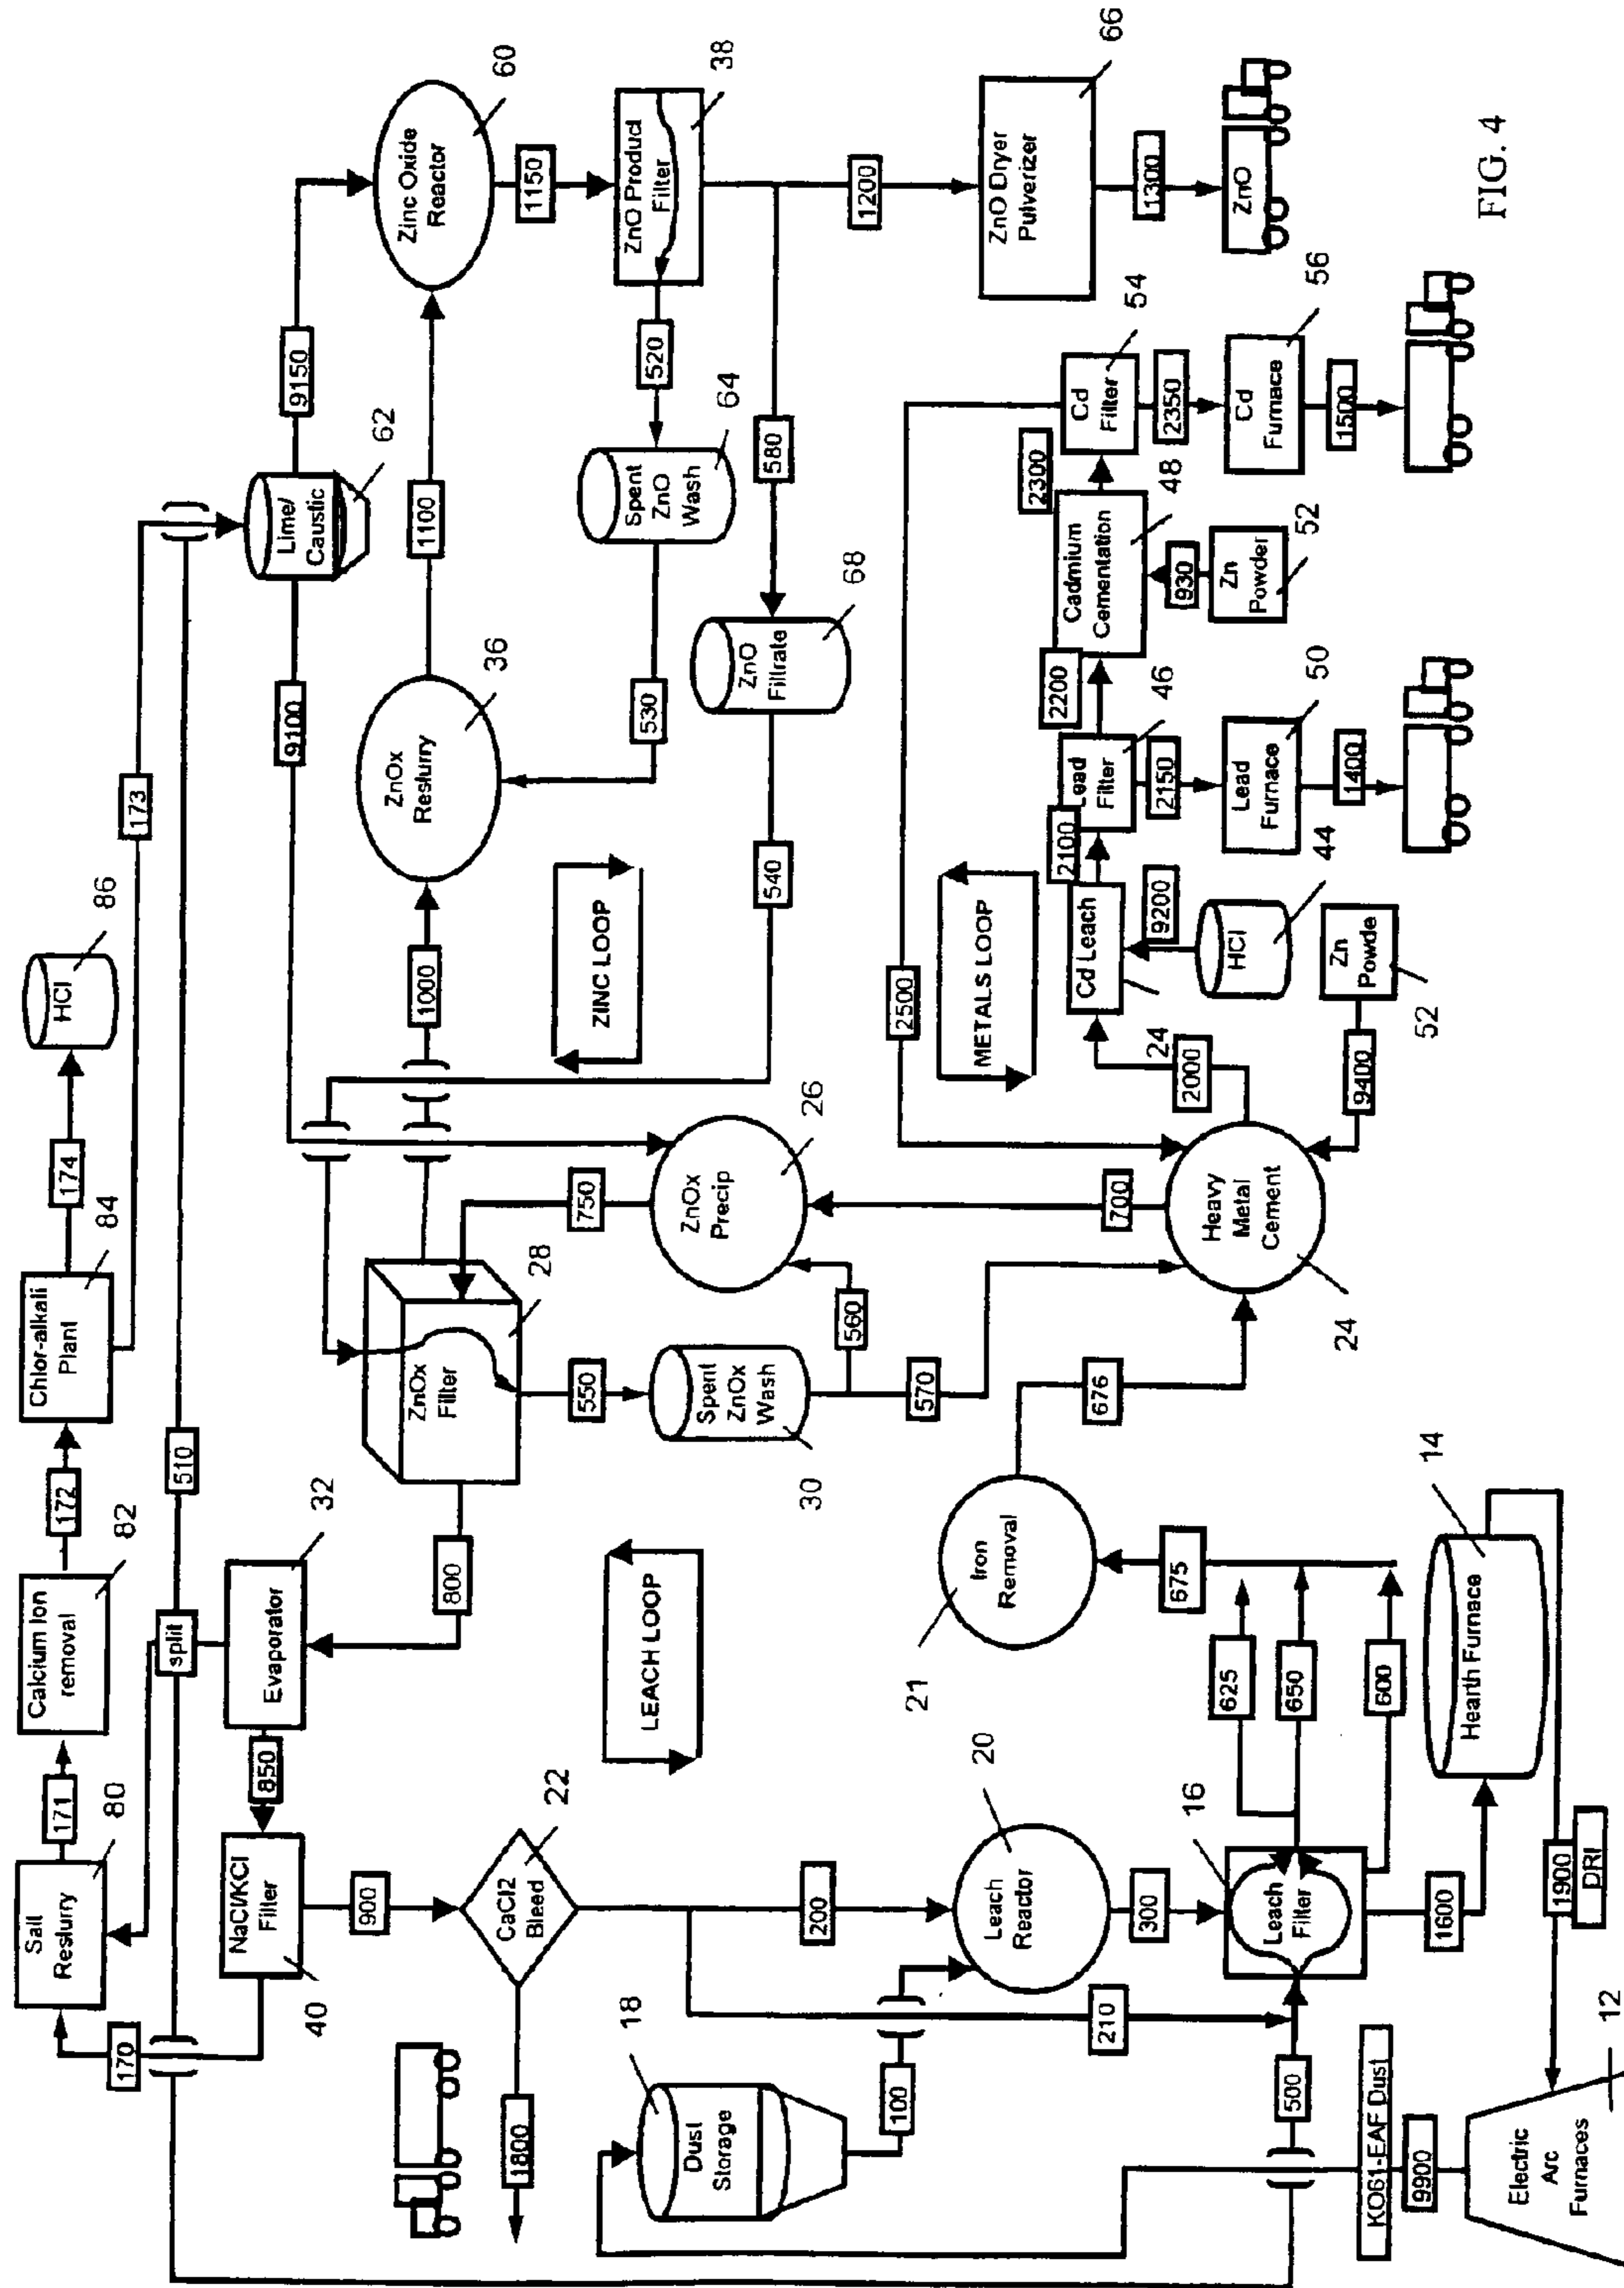 Salt
Reslurry
80
171
Calcium Ion
removal
82
172
Chlor-alkali
Plant
84
174
HCl
86
170
173
split
510
NaCl/KCl
Filter
40
850
Evaporator
32
9100
Lime/
Caustic
62
9150
900
1800
CaCl2
Bleed
22
800
ZnOx
Filter
28
1000
ZnOx
Reslurry
36
1100
Zinc Oxide
Reactor
60
1150
550
750
ZINC LOOP
LEACH LOOP
530
Spent
ZnO
Wash
64
520
ZnO Product
Filter
38
18
Dust
Storage
Spent
ZnOx
Wash
30
ZnOx
Precip
26
540
ZnO
Filtrate
68
580
1200
200
560
100
570
2500
Leach
Reactor
20
Iron
Removal
21
METALS LOOP
ZnO Dryer
Pulverizer
66
210
300
676
700
2000
24
Cd Leach
2100
Lead
Filter
46
2200
Cadmium
Cementation
48
2300
Cd
Filter
54
9200
2150
930
2350
1300
675
625
Heavy
Metal
Cement
24
HCl
44
Lead
Furnace
50
Zn
Powder
52
Cd
Furnace
56
ZnO
500
Leach
Filter
16
650
600
9400
Zn
Powde
52
1400
1500
KO61-EAF Dust
9900
1600
Hearth Furnace
14
Electric
Arc
Furnaces
12
1900
DRI
FIG. 4